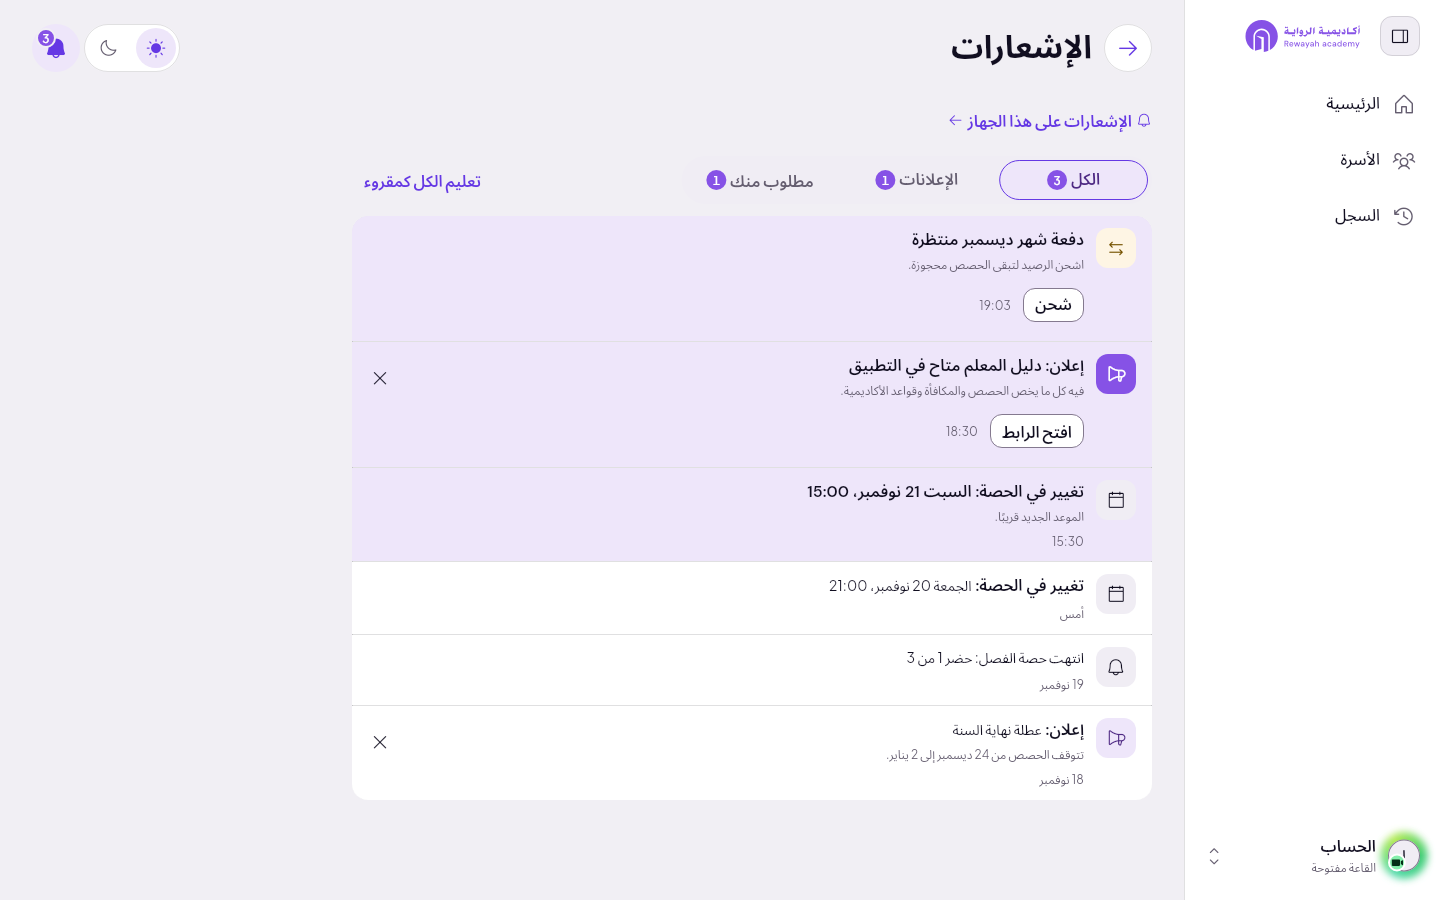 أكاديمية الرواية
Rewayah academy
الرئيسية
الأسرة
السجل
الحساب
القاعة مفتوحة
الإشعارات
3
الإشعارات على هذا الجهاز
الكل 3
الإعلانات 1
مطلوب منك 1
تعليم الكل كمقروء
دفعة شهر ديسمبر منتظرة
اشحن الرصيد لتبقى الحصص محجوزة.
شحن 19:03
إعلان: دليل المعلم متاح في التطبيق
فيه كل ما يخص الحصص والمكافأة وقواعد الأكاديمية.
افتح الرابط 18:30
تغيير في الحصة: السبت 21 نوفمبر، 15:00
الموعد الجديد قريبًا.
15:30
تغيير في الحصة: الجمعة 20 نوفمبر، 21:00
أمس
انتهت حصة الفصل: حضر 1 من 3
19 نوفمبر
إعلان: عطلة نهاية السنة
تتوقف الحصص من 24 ديسمبر إلى 2 يناير.
18 نوفمبر